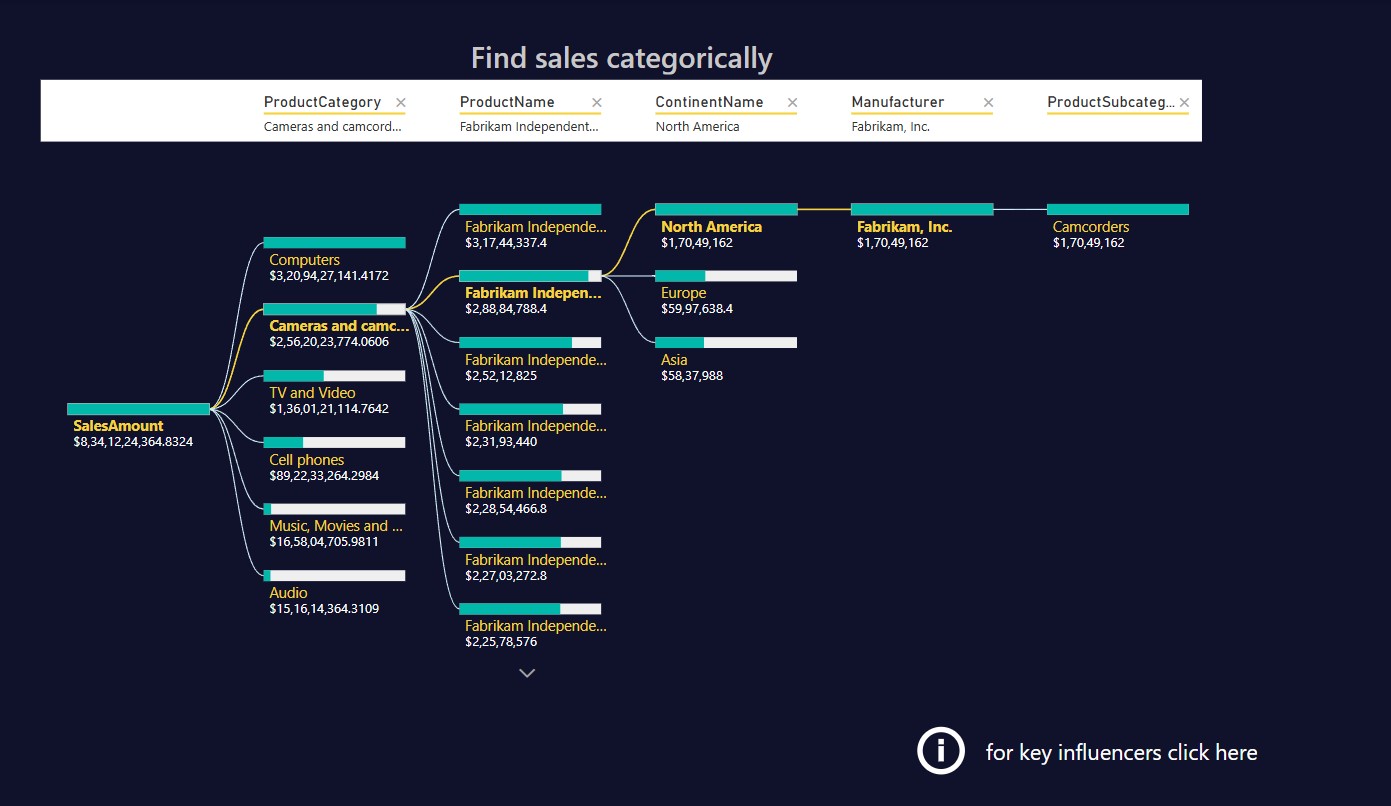 Find sales categorically
ProductCategory
Cameras and camcord...
ProductName
Fabrikam Independent...
ContinentName
North America
Manufacturer
Fabrikam, Inc.
ProductSubcateg...
SalesAmount
$8,34,12,24,364.8324
Computers
$3,20,94,27,141.4172
Cameras and camc...
$2,56,20,23,774.0606
TV and Video
$1,36,01,21,114.7642
Cell phones
$89,22,33,264.2984
Music, Movies and ...
$16,58,04,705.9811
Audio
$15,16,14,364.3109
Fabrikam Independe...
$3,17,44,337.4
Fabrikam Indepen...
$2,88,84,788.4
Fabrikam Independe...
$2,52,12,825
Fabrikam Independe...
$2,31,93,440
Fabrikam Independe...
$2,28,54,466.8
Fabrikam Independe...
$2,27,03,272.8
Fabrikam Independe...
$2,25,78,576
North America
$1,70,49,162
Europe
$59,97,638.4
Asia
$58,37,988
Fabrikam, Inc.
$1,70,49,162
Camcorders
$1,70,49,162
for key influencers click here